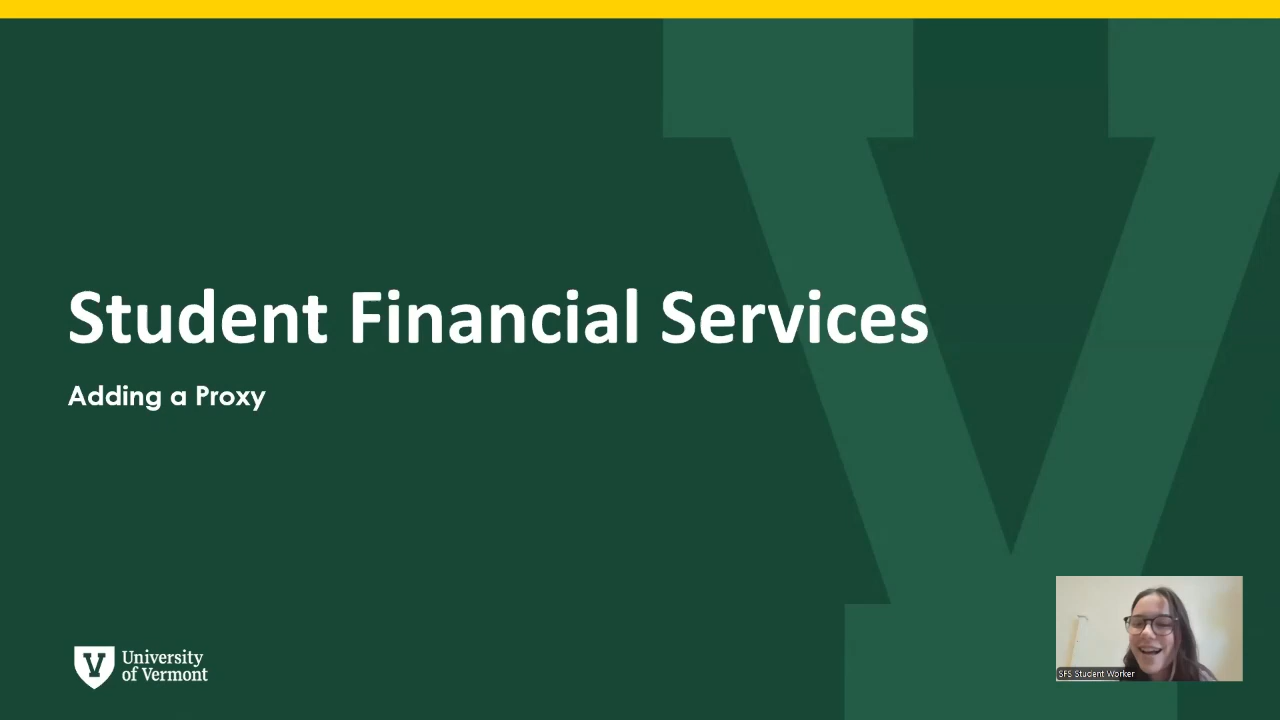 Student Financial Services
Adding a Proxy
V University
of Vermont
SFS Student Worker